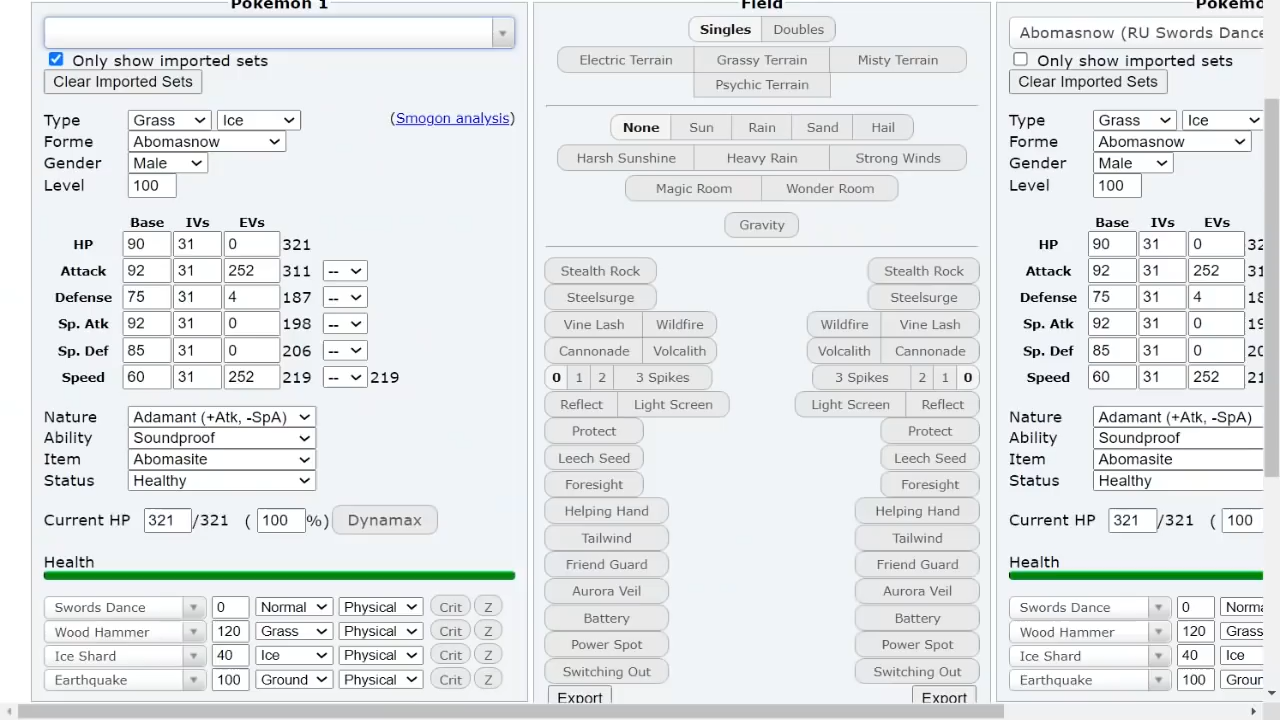 Pokémon 1
Only show imported sets
Clear Imported Sets
Type Grass Ice (Smogon analysis)
Forme Abomasnow
Gender Male
Level 100
Base IVs EVs
HP 90 31 0 321
Attack 92 31 252 311 --
Defense 75 31 4 187 --
Sp. Atk 92 31 0 198 --
Sp. Def 85 31 0 206 --
Speed 60 31 252 219 -- 219
Nature Adamant (+Atk, -SpA)
Ability Soundproof
Item Abomasite
Status Healthy
Current HP 321 /321 ( 100 %) Dynamax
Health
Swords Dance 0 Normal Physical Crit Z
Wood Hammer 120 Grass Physical Crit Z
Ice Shard 40 Ice Physical Crit Z
Earthquake 100 Ground Physical Crit Z
Field
Singles Doubles
Electric Terrain Grassy Terrain Misty Terrain
Psychic Terrain
None Sun Rain Sand Hail
Harsh Sunshine Heavy Rain Strong Winds
Magic Room Wonder Room
Gravity
Stealth Rock Stealth Rock
Steelsurge Steelsurge
Vine Lash Wildfire Wildfire Vine Lash
Cannonade Volcalith Volcalith Cannonade
0 1 2 3 Spikes 3 Spikes 2 1 0
Reflect Light Screen Light Screen Reflect
Protect Protect
Leech Seed Leech Seed
Foresight Foresight
Helping Hand Helping Hand
Tailwind Tailwind
Friend Guard Friend Guard
Aurora Veil Aurora Veil
Battery Battery
Power Spot Power Spot
Switching Out Switching Out
Export Export
Pokémo
Abomasnow (RU Swords Dance
Only show imported sets
Clear Imported Sets
Type Grass Ice
Forme Abomasnow
Gender Male
Level 100
Base IVs EVs
HP 90 31 0 32
Attack 92 31 252 31
Defense 75 31 4 18
Sp. Atk 92 31 0 19
Sp. Def 85 31 0 20
Speed 60 31 252 21
Nature Adamant (+Atk, -SpA)
Ability Soundproof
Item Abomasite
Status Healthy
Current HP 321 /321 ( 100
Health
Swords Dance 0 Norma
Wood Hammer 120 Grass
Ice Shard 40 Ice
Earthquake 100 Groun